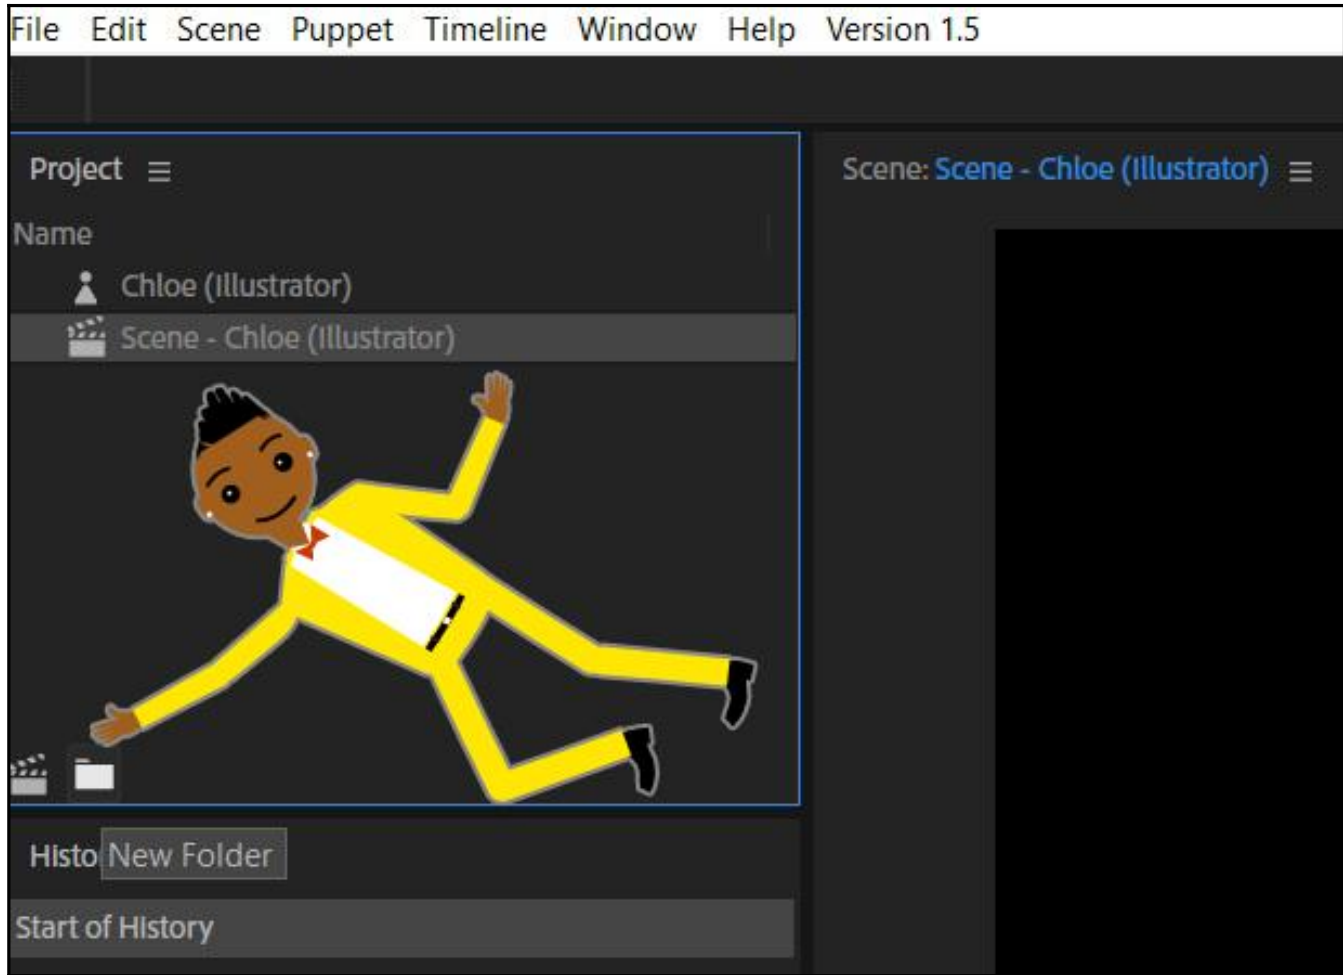 File Edit Scene Puppet Timeline Window Help Version 1.5
Project
Scene: Scene - Chloe (Illustrator)
Name
Chloe (Illustrator)
Scene - Chloe (Illustrator)
Histo
New Folder
Start of History